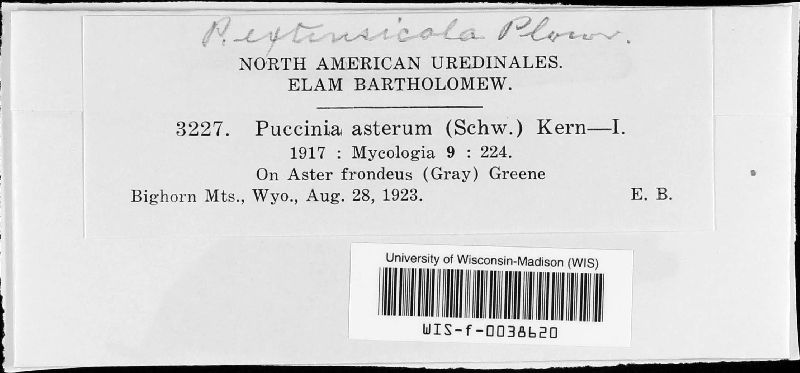 P. extensicola Plowr.
NORTH AMERICAN UREDINALES.
ELAM BARTHOLOMEW.
3227. Puccinia asterum (Schw.) Kern—I.
1917 : Mycologia 9 : 224.
On Aster frondeus (Gray) Greene
Bighorn Mts., Wyo., Aug. 28, 1923. E. B.
University of Wisconsin-Madison (WIS)
WIS-f-0038620